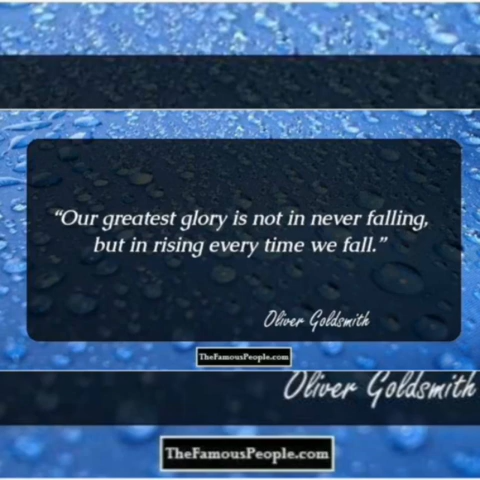 “Our greatest glory is not in never falling,
but in rising every time we fall.”
Oliver Goldsmith
TheFamousPeople.com
Oliver Goldsmith
TheFamousPeople.com